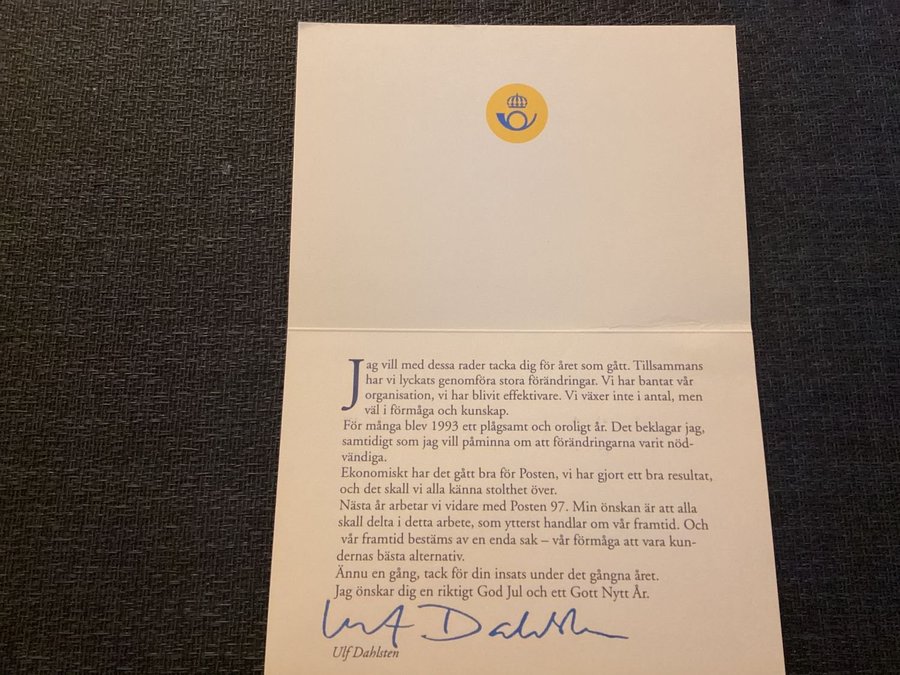 Jag vill med dessa rader tacka dig för året som gått. Tillsammans
har vi lyckats genomföra stora förändringar. Vi har bantat vår
organisation, vi har blivit effektivare. Vi växer inte i antal, men
väl i förmåga och kunskap.
För många blev 1993 ett plågsamt och oroligt år. Det beklagar jag,
samtidigt som jag vill påminna om att förändringarna varit nöd-
vändiga.
Ekonomiskt har det gått bra för Posten, vi har gjort ett bra resultat,
och det skall vi alla känna stolthet över.
Nästa år arbetar vi vidare med Posten 97. Min önskan är att alla
skall delta i detta arbete, som ytterst handlar om vår framtid. Och
vår framtid bestäms av en enda sak – vår förmåga att vara kun-
dernas bästa alternativ.
Ännu en gång, tack för din insats under det gångna året.
Jag önskar dig en riktigt God Jul och ett Gott Nytt År.
Ulf Dahlsten
Ulf Dahlsten